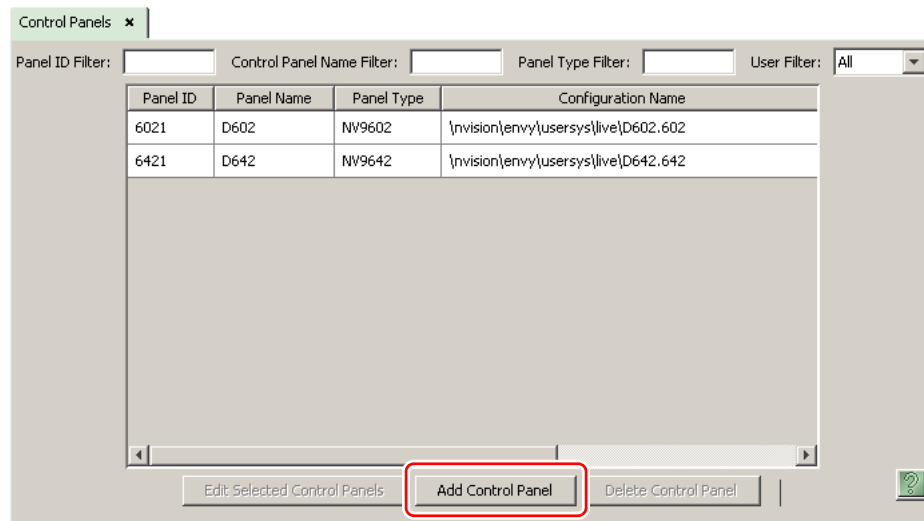 Control Panels ×
Panel ID Filter: Control Panel Name Filter: Panel Type Filter: User Filter: All
Panel ID Panel Name Panel Type Configuration Name
6021 D602 NV9602 \nvision\envy\usersys\live\D602.602
6421 D642 NV9642 \nvision\envy\usersys\live\D642.642
Edit Selected Control Panels Add Control Panel Delete Control Panel ?